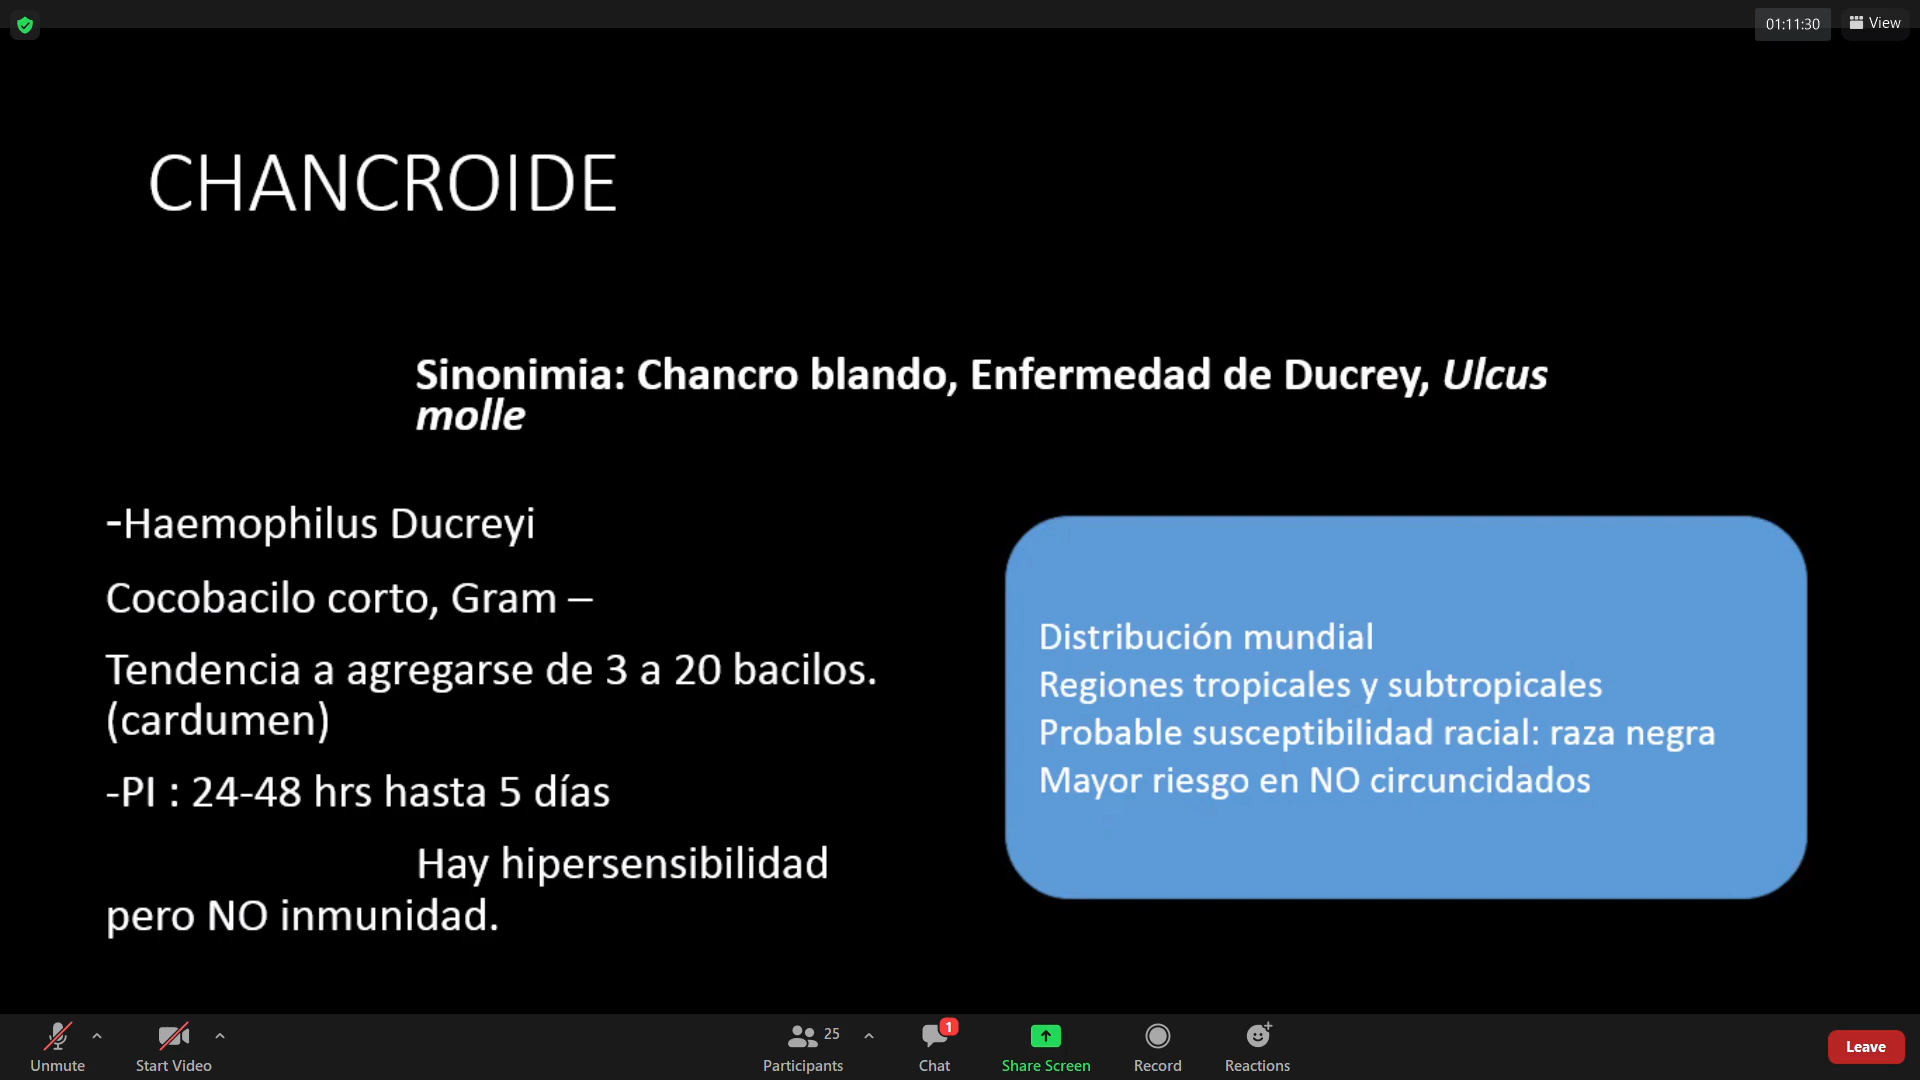 01:11:30
View
CHANCROIDE
Sinonimia: Chancro blando, Enfermedad de Ducrey, Ulcus
molle
-Haemophilus Ducreyi
Cocobacilo corto, Gram –
Tendencia a agregarse de 3 a 20 bacilos.
(cardumen)
-PI : 24-48 hrs hasta 5 días
Hay hipersensibilidad
pero NO inmunidad.
Distribución mundial
Regiones tropicales y subtropicales
Probable susceptibilidad racial: raza negra
Mayor riesgo en NO circuncidados
Unmute
Start Video
25
Participants
1
Chat
Share Screen
Record
Reactions
Leave